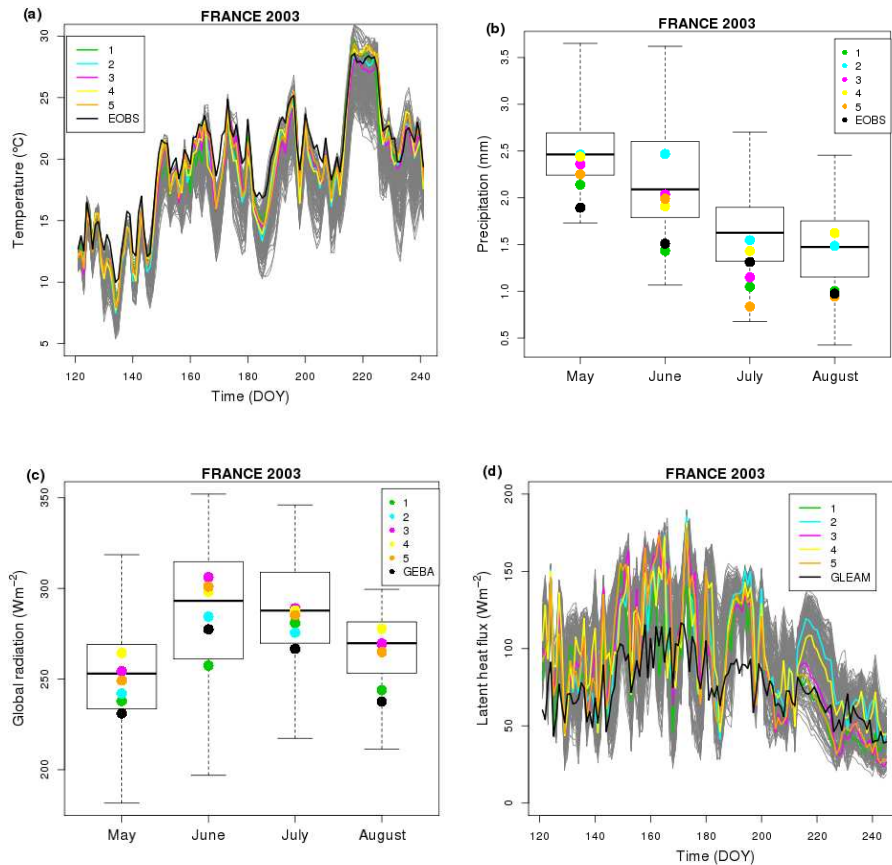 (a)
FRANCE 2003
Temperature (ºC)
30
25
20
15
10
5
1
2
3
4
5
EOBS
120
140
160
180
200
220
240
Time (DOY)
(b)
FRANCE 2003
Precipitation (mm)
3.5
3.0
2.5
2.0
1.5
1.0
0.5
1
2
3
4
5
EOBS
May
June
July
August
(c)
FRANCE 2003
Global radiation (Wm−2)
350
300
250
200
1
2
3
4
5
GEBA
May
June
July
August
(d)
FRANCE 2003
Latent heat flux (Wm−2)
200
150
100
50
0
1
2
3
4
5
GLEAM
120
140
160
180
200
220
240
Time (DOY)